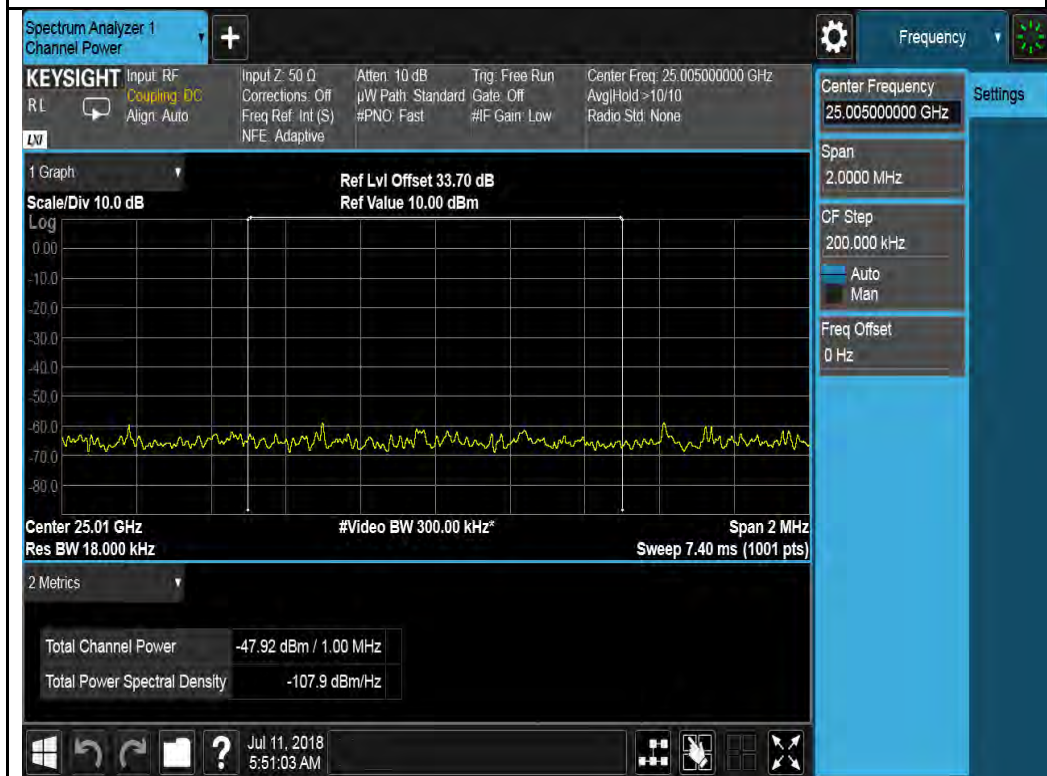 Spectrum Analyzer 1
Channel Power
+
Frequency
KEYSIGHT
RL
LXI
Input: RF
Coupling: DC
Align: Auto
Input Z: 50 Ω
Corrections: Off
Freq Ref: Int (S)
NFE: Adaptive
Atten: 10 dB
µW Path: Standard
#PNO: Fast
Trig: Free Run
Gate: Off
#IF Gain: Low
Center Freq: 25.005000000 GHz
Avg|Hold >10/10
Radio Std: None
Center Frequency
25.005000000 GHz
Settings
Span
2.0000 MHz
CF Step
200.000 kHz
Auto
Man
Freq Offset
0 Hz
1 Graph
Scale/Div 10.0 dB
Ref Lvl Offset 33.70 dB
Ref Value 10.00 dBm
Log
0.00
-10.0
-20.0
-30.0
-40.0
-50.0
-60.0
-70.0
-80.0
Center 25.01 GHz
#Video BW 300.00 kHz*
Span 2 MHz
Res BW 18.000 kHz
Sweep 7.40 ms (1001 pts)
2 Metrics
Total Channel Power -47.92 dBm / 1.00 MHz
Total Power Spectral Density -107.9 dBm/Hz
?
Jul 11, 2018
5:51:03 AM